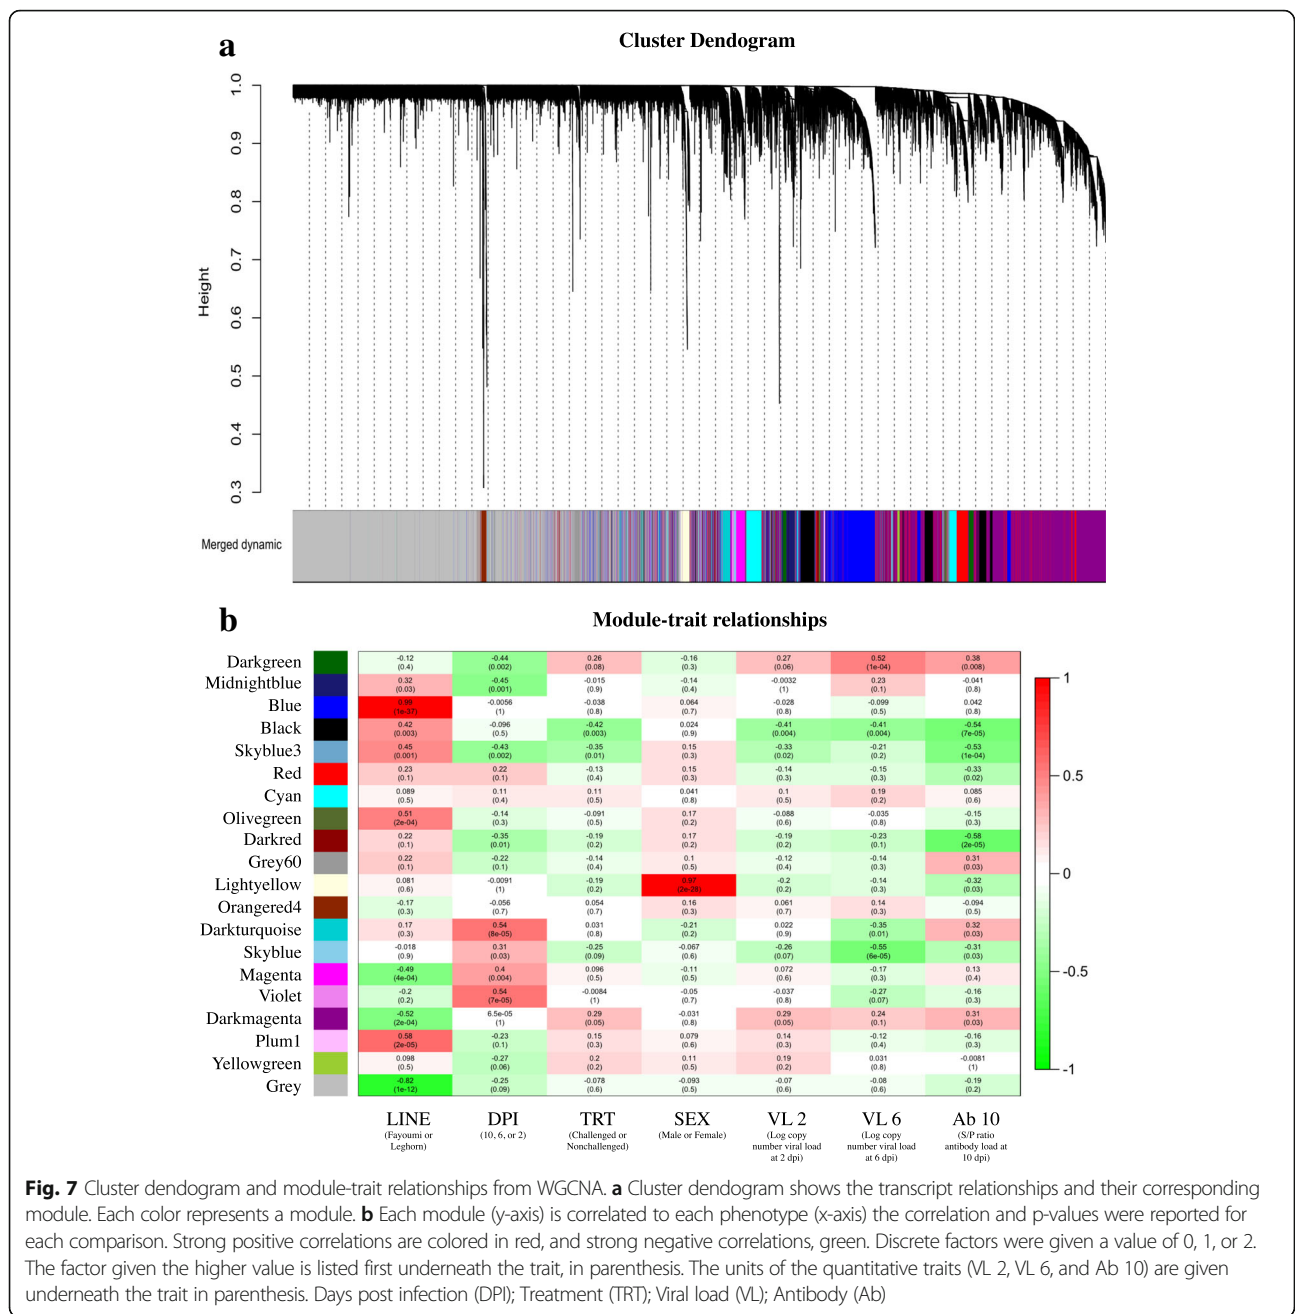 a
Cluster Dendogram
1.0
0.9
0.8
0.7
0.6
0.5
0.4
0.3
Height
Merged dynamic
b
Module-trait relationships
Darkgreen -0.12 -0.44 0.26 -0.16 0.27 0.52 0.38
(0.4) (0.002) (0.08) (0.3) (0.06) (1e-04) (0.008)
Midnightblue 0.32 -0.45 -0.015 -0.14 -0.0032 0.23 -0.041
(0.03) (0.001) (0.9) (0.4) (1) (0.1) (0.8)
Blue 0.99 -0.0056 -0.038 0.064 -0.028 -0.099 0.042
(1e-37) (1) (0.8) (0.7) (0.8) (0.5) (0.8)
Black 0.42 -0.096 -0.42 0.024 -0.41 -0.41 -0.54
(0.003) (0.5) (0.003) (0.9) (0.004) (0.004) (7e-05)
Skyblue3 0.45 -0.43 -0.35 0.15 -0.33 -0.21 -0.53
(0.001) (0.002) (0.01) (0.3) (0.02) (0.2) (1e-04)
Red 0.23 0.22 -0.13 0.15 -0.14 -0.15 -0.33
(0.1) (0.1) (0.4) (0.3) (0.3) (0.3) (0.02)
Cyan 0.089 0.11 0.11 0.041 0.1 0.19 0.085
(0.5) (0.4) (0.5) (0.8) (0.5) (0.2) (0.6)
Olivegreen 0.51 -0.14 -0.091 0.17 -0.088 -0.035 -0.15
(2e-04) (0.3) (0.5) (0.2) (0.6) (0.8) (0.3)
Darkred 0.22 -0.35 -0.19 0.17 -0.19 -0.23 -0.58
(0.1) (0.01) (0.2) (0.2) (0.2) (0.1) (2e-05)
Grey60 0.22 -0.22 -0.14 0.1 -0.12 -0.14 0.31
(0.1) (0.1) (0.4) (0.5) (0.4) (0.3) (0.03)
Lightyellow 0.081 -0.0091 -0.19 0.97 -0.2 -0.14 -0.32
(0.6) (1) (0.2) (2e-28) (0.2) (0.3) (0.03)
Orangered4 -0.17 -0.056 0.054 0.16 0.061 0.14 -0.094
(0.3) (0.7) (0.7) (0.3) (0.7) (0.3) (0.5)
Darkturquoise 0.17 0.54 0.031 -0.21 0.022 -0.35 0.32
(0.3) (8e-05) (0.8) (0.2) (0.9) (0.01) (0.03)
Skyblue -0.018 0.31 -0.25 -0.067 -0.26 -0.55 -0.31
(0.9) (0.03) (0.09) (0.6) (0.07) (6e-05) (0.03)
Magenta -0.49 0.4 0.096 -0.11 0.072 -0.17 0.13
(4e-04) (0.004) (0.5) (0.5) (0.6) (0.3) (0.4)
Violet -0.2 0.54 -0.0084 -0.05 -0.037 -0.27 -0.16
(0.2) (7e-05) (1) (0.7) (0.8) (0.07) (0.3)
Darkmagenta -0.52 6.5e-05 0.29 -0.031 0.29 0.24 0.31
(2e-04) (1) (0.05) (0.8) (0.05) (0.1) (0.03)
Plum1 0.58 -0.23 0.15 0.079 0.14 -0.12 -0.16
(2e-05) (0.1) (0.3) (0.6) (0.3) (0.4) (0.3)
Yellowgreen 0.098 -0.27 0.2 0.11 0.19 0.031 -0.0081
(0.5) (0.06) (0.2) (0.5) (0.2) (0.8) (1)
Grey -0.82 -0.25 -0.078 -0.093 -0.07 -0.08 -0.19
(1e-12) (0.09) (0.6) (0.5) (0.6) (0.6) (0.2)
1
0.5
0
-0.5
-1
LINE DPI TRT SEX VL 2 VL 6 Ab 10
(Fayoumi or (10, 6, or 2) (Challenged or (Male or Female) (Log copy (Log copy (S/P ratio
Leghorn) Nonchallenged) number viral load number viral load antibody load at
at 2 dpi) at 6 dpi) 10 dpi)
Fig. 7 Cluster dendogram and module-trait relationships from WGCNA. a Cluster dendogram shows the transcript relationships and their corresponding
module. Each color represents a module. b Each module (y-axis) is correlated to each phenotype (x-axis) the correlation and p-values were reported for
each comparison. Strong positive correlations are colored in red, and strong negative correlations, green. Discrete factors were given a value of 0, 1, or 2.
The factor given the higher value is listed first underneath the trait, in parenthesis. The units of the quantitative traits (VL 2, VL 6, and Ab 10) are given
underneath the trait in parenthesis. Days post infection (DPI); Treatment (TRT); Viral load (VL); Antibody (Ab)